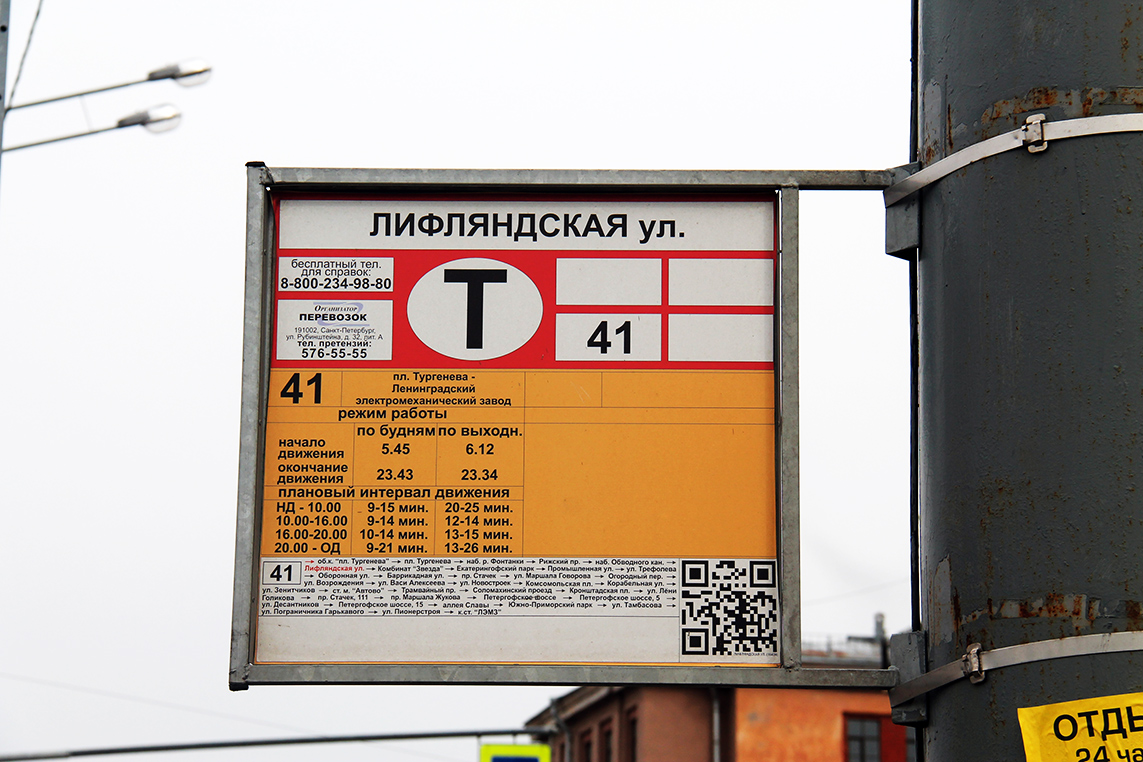 ЛИФЛЯНДСКАЯ ул.
бесплатный тел.
для справок:
8-800-234-98-80
ОРГАНИЗАТОР
ПЕРЕВОЗОК
191002, Санкт-Петербург,
ул. Рубинштейна, д. 32, лит. А
тел. претензий:
576-55-55
Т
41
41
пл. Тургенева -
Ленинградский
электромеханический завод
режим работы
по будням по выходн.
начало движения 5.45 6.12
окончание движения 23.43 23.34
плановый интервал движения
НД - 10.00 9-15 мин. 20-25 мин.
10.00-16.00 9-14 мин. 12-14 мин.
16.00-20.00 10-14 мин. 13-15 мин.
20.00 - ОД 9-21 мин. 13-26 мин.
41
→ об.к. "пл. Тургенева" → пл. Тургенева → наб. р. Фонтанки → Рижский пр. → наб. Обводного кан. →
Лифляндская ул. → Комбинат "Звезда" → Екатерингофский парк → Промышленная ул. → ул. Трефолева
→ Оборонная ул. → Баррикадная ул. → пр. Стачек → ул. Маршала Говорова → Огородный пер. →
ул. Возрождения → ул. Васи Алексеева → ул. Новостроек → Комсомольская пл. → Корабельная ул. →
ул. Зенитчиков → ст. м. "Автово" → Трамвайный пр. → Соломахинский проезд → Кронштадтская пл. → ул. Лёни
Голикова → пр. Стачек, 111 → пр. Маршала Жукова → Петергофское шоссе → Петергофское шоссе, 5 →
ул. Десантников → Петергофское шоссе, 15 → аллея Славы → Южно-Приморский парк → ул. Тамбасова →
ул. Пограничника Гарькавого → ул. Пионерстроя → к.ст. "ЛЭМЗ"
ОТДЫ
24 ча